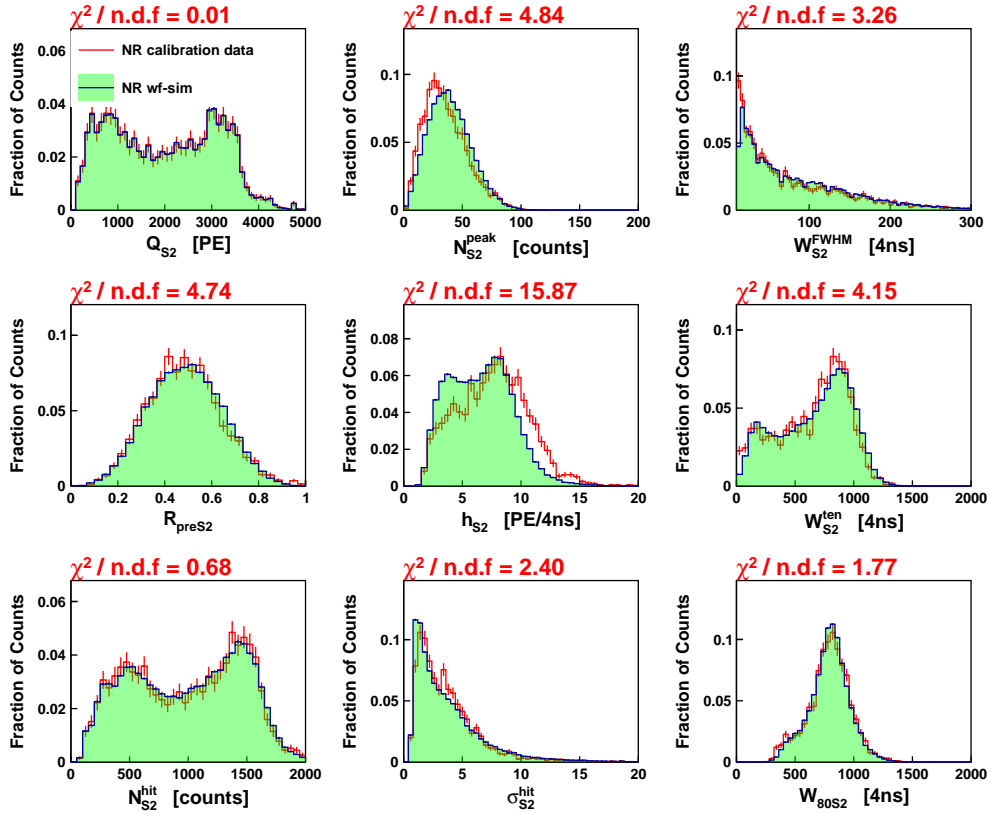 χ² / n.d.f = 0.01
Fraction of Counts
0.06
0.04
0.02
0
NR calibration data
NR wf-sim
0 1000 2000 3000 4000 5000
Q_S2 [PE]
χ² / n.d.f = 4.84
Fraction of Counts
0.1
0.05
0
0 50 100 150 200
N_S2^peak [counts]
χ² / n.d.f = 3.26
Fraction of Counts
0.1
0.05
0
100 200 300
W_S2^FWHM [4ns]
χ² / n.d.f = 4.74
Fraction of Counts
0.1
0.05
0
0 0.2 0.4 0.6 0.8 1
R_preS2
χ² / n.d.f = 15.87
Fraction of Counts
0.08
0.06
0.04
0.02
0
0 5 10 15 20
h_S2 [PE/4ns]
χ² / n.d.f = 4.15
Fraction of Counts
0.1
0.05
0
0 500 1000 1500 2000
W_S2^ten [4ns]
χ² / n.d.f = 0.68
Fraction of Counts
0.06
0.04
0.02
0
0 500 1000 1500 2000
N_S2^hit [counts]
χ² / n.d.f = 2.40
Fraction of Counts
0.1
0.05
0
0 5 10 15 20
σ_S2^hit
χ² / n.d.f = 1.77
Fraction of Counts
0.1
0.05
0
0 500 1000 1500 2000
W_80S2 [4ns]